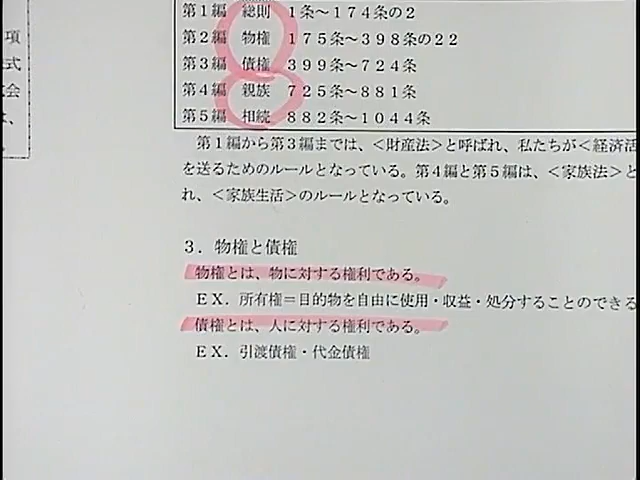 項
式
会
、
第１編 総則 １条～１７４条の２
第２編 物権 １７５条～３９８条の２２
第３編 債権 ３９９条～７２４条
第４編 親族 ７２５条～８８１条
第５編 相続 ８８２条～１０４４条
第１編から第３編までは、＜財産法＞と呼ばれ、私たちが＜経済活
を送るためのルールとなっている。第４編と第５編は、＜家族法＞と
れ、＜家族生活＞のルールとなっている。
３．物権と債権
物権とは、物に対する権利である。
ＥＸ．所有権＝目的物を自由に使用・収益・処分することのできる
債権とは、人に対する権利である。
ＥＸ．引渡債権・代金債権